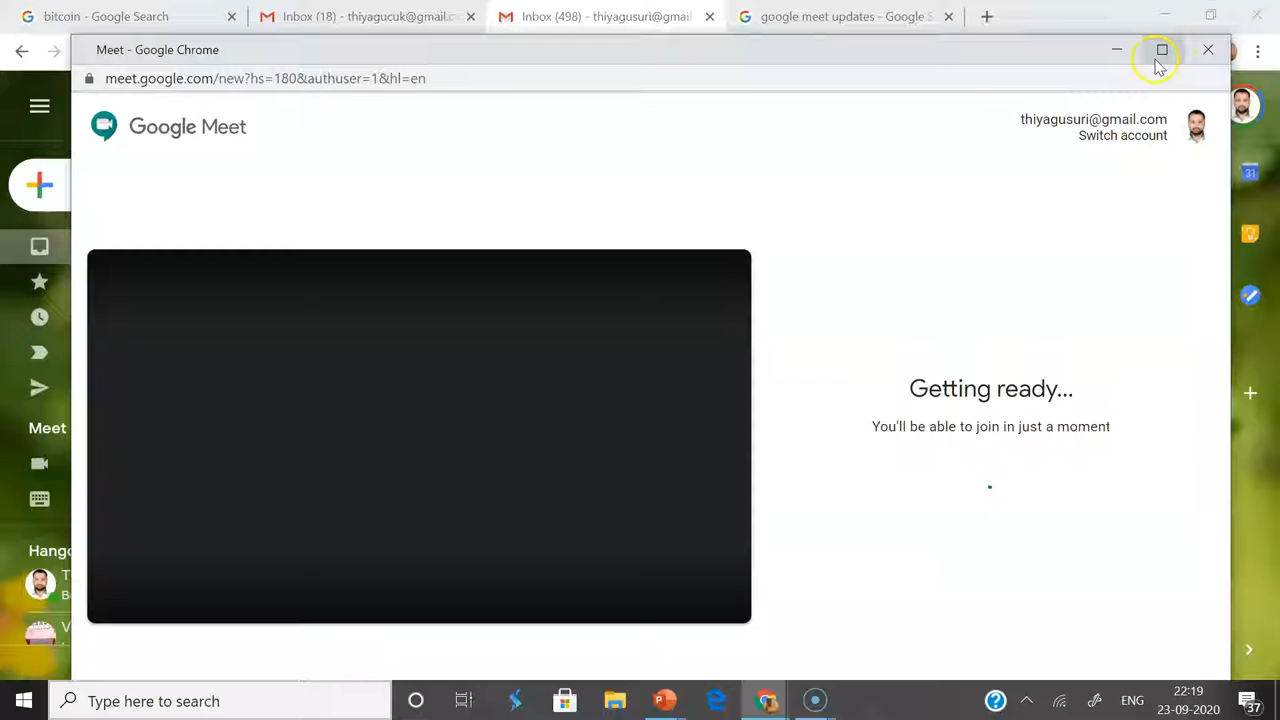 bitcoin - Google Search
Inbox (18) - thiyagucuk@gmail.co
Inbox (498) - thiyagusuri@gmail
google meet updates - Google S
Meet - Google Chrome
meet.google.com/new?hs=180&authuser=1&hl=en
Google Meet
thiyagusuri@gmail.com
Switch account
31
Getting ready...
You'll be able to join in just a moment
Meet
Hang
T
B
V
Type here to search
ENG
22:19
23-09-2020
37